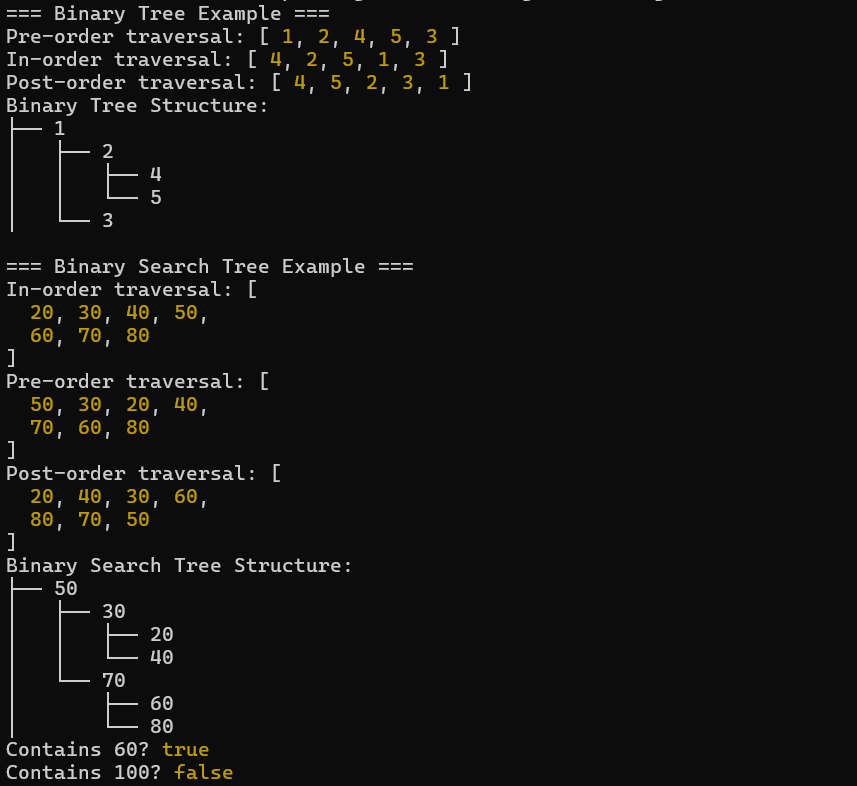 === Binary Tree Example ===
Pre-order traversal: [ 1, 2, 4, 5, 3 ]
In-order traversal: [ 4, 2, 5, 1, 3 ]
Post-order traversal: [ 4, 5, 2, 3, 1 ]
Binary Tree Structure:
├── 1
│   ├── 2
│   │   ├── 4
│   │   └── 5
│   └── 3
=== Binary Search Tree Example ===
In-order traversal: [
  20, 30, 40, 50,
  60, 70, 80
]
Pre-order traversal: [
  50, 30, 20, 40,
  70, 60, 80
]
Post-order traversal: [
  20, 40, 30, 60,
  80, 70, 50
]
Binary Search Tree Structure:
├── 50
│   ├── 30
│   │   ├── 20
│   │   └── 40
│   └── 70
│       ├── 60
│       └── 80
Contains 60? true
Contains 100? false